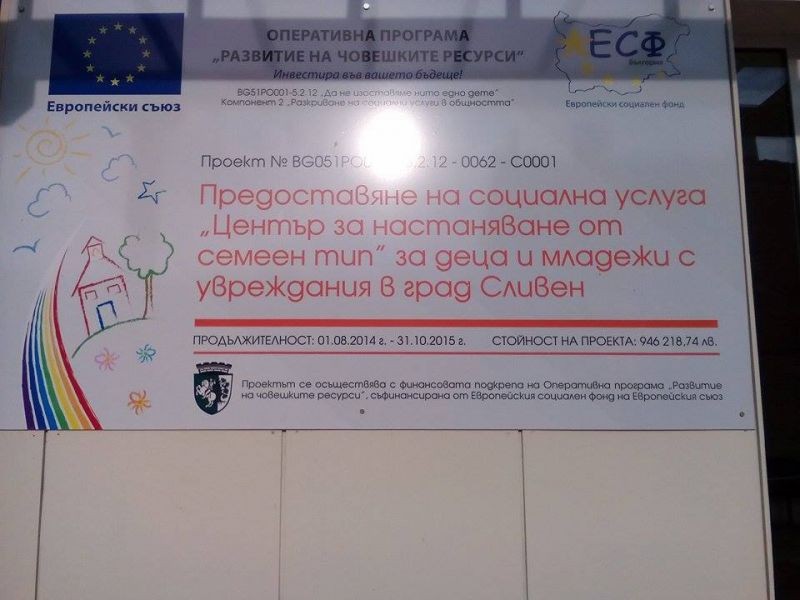 ОПЕРАТИВНА ПРОГРАМА
„РАЗВИТИЕ НА ЧОВЕШКИТЕ РЕСУРСИ"
Инвестира във вашето бъдеще!
BG51PO001-5.2.12 „Да не изоставяме нито едно дете"
Компонент 2 „Разкриване на социални услуги в общността"
Европейски съюз
ЕСФ
българия
Европейски социален фонд
Проект № BG051PO 5.2.12 - 0062 - C0001
Предоставяне на социална услуга
„Център за настаняване от
семеен тип" за деца и младежи с
увреждания в град Сливен
ПРОДЪЛЖИТЕЛНОСТ: 01.08.2014 г. - 31.10.2015 г. СТОЙНОСТ НА ПРОЕКТА: 946 218,74 лв.
Проектът се осъществява с финансовата подкрепа на Оперативна програма „Развитие
на човешките ресурси", съфинансирана от Европейския социален фонд на Европейския съюз